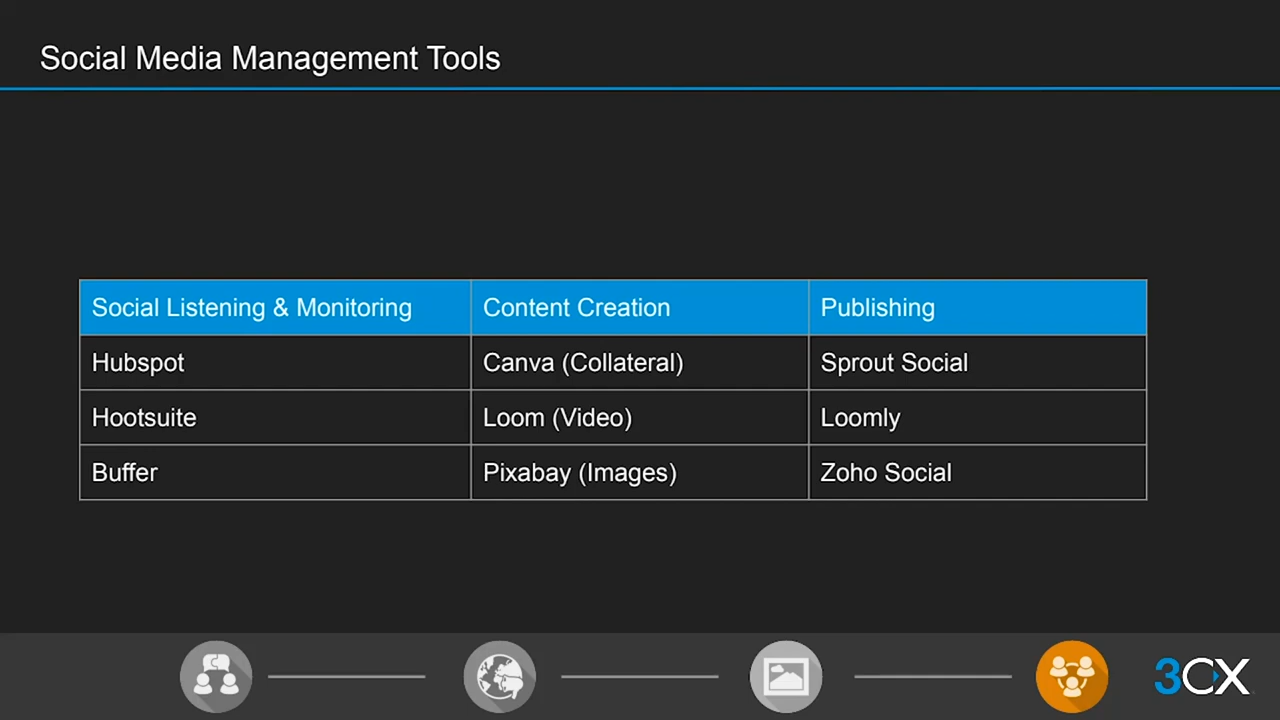 Social Media Management Tools
Social Listening & Monitoring Content Creation Publishing
Hubspot Canva (Collateral) Sprout Social
Hootsuite Loom (Video) Loomly
Buffer Pixabay (Images) Zoho Social
3CX